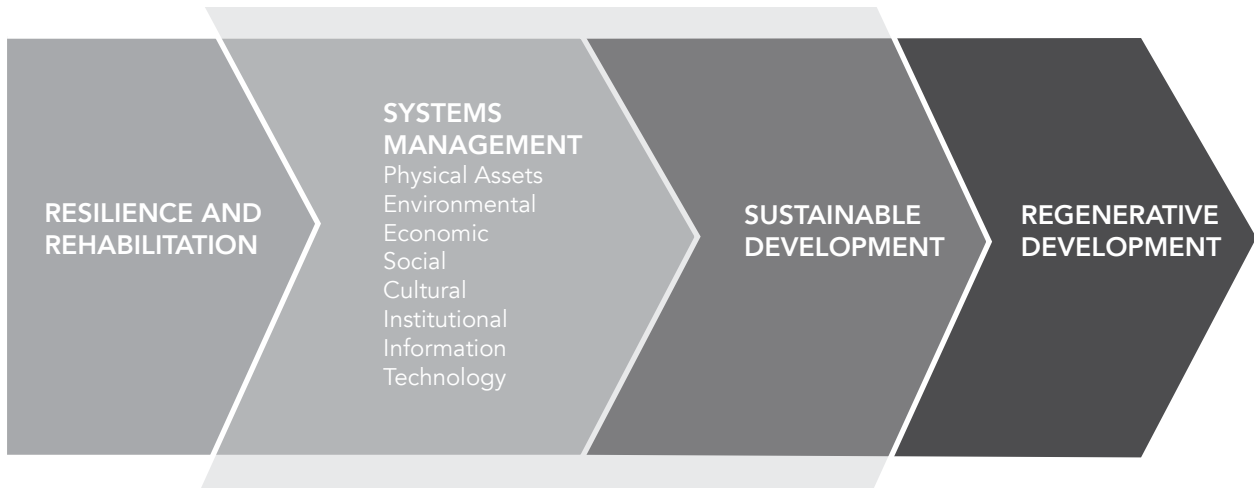 RESILIENCE AND
REHABILITATION
SYSTEMS
MANAGEMENT
Physical Assets
Environmental
Economic
Social
Cultural
Institutional
Information
Technology
SUSTAINABLE
DEVELOPMENT
REGENERATIVE
DEVELOPMENT